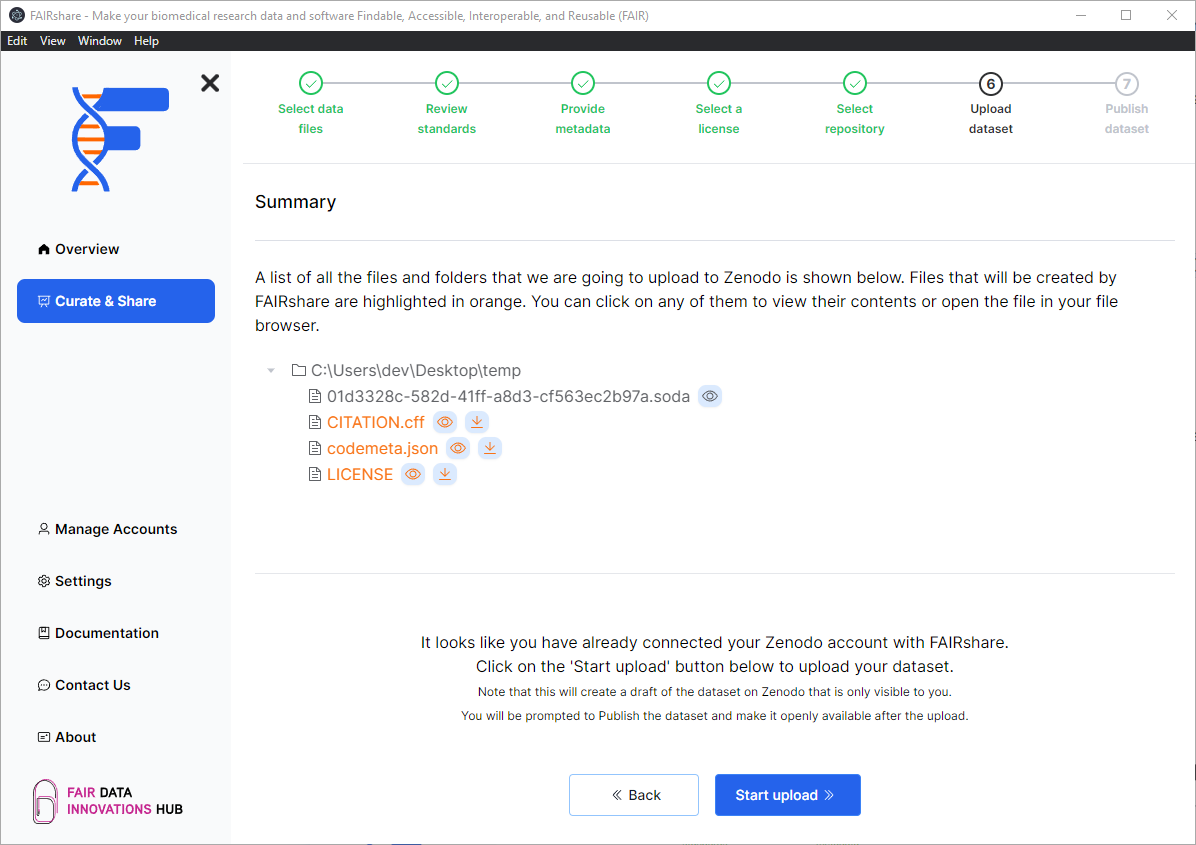 FAIRshare - Make your biomedical research data and software Findable, Accessible, Interoperable, and Reusable (FAIR)
Edit View Window Help
Overview
Curate & Share
Manage Accounts
Settings
Documentation
Contact Us
About
FAIR DATA
INNOVATIONS HUB
Select data
files
Review
standards
Provide
metadata
Select a
license
Select
repository
6
Upload
dataset
7
Publish
dataset
Summary
A list of all the files and folders that we are going to upload to Zenodo is shown below. Files that will be created by
FAIRshare are highlighted in orange. You can click on any of them to view their contents or open the file in your file
browser.
C:\Users\dev\Desktop\temp
01d3328c-582d-41ff-a8d3-cf563ec2b97a.soda
CITATION.cff
codemeta.json
LICENSE
It looks like you have already connected your Zenodo account with FAIRshare.
Click on the 'Start upload' button below to upload your dataset.
Note that this will create a draft of the dataset on Zenodo that is only visible to you.
You will be prompted to Publish the dataset and make it openly available after the upload.
« Back
Start upload »